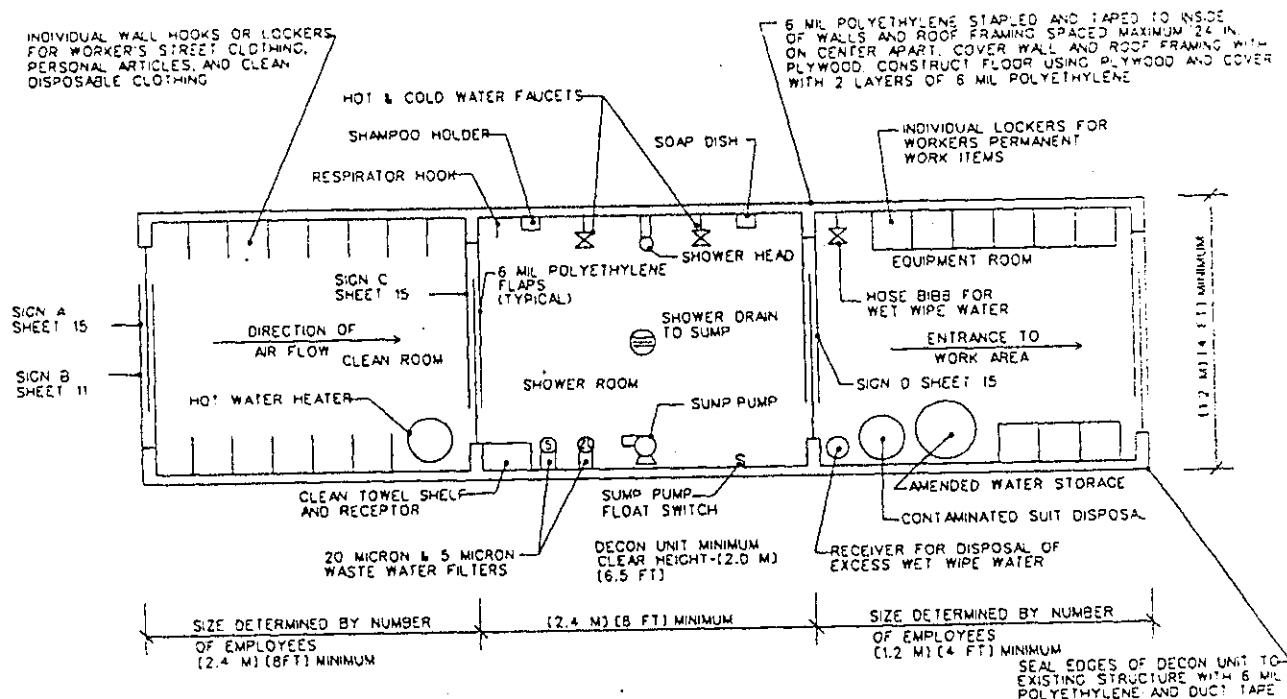 INDIVIDUAL WALL HOOKS OR LOCKERS
FOR WORKER'S STREET CLOTHING,
PERSONAL ARTICLES, AND CLEAN
DISPOSABLE CLOTHING
6 MIL POLYETHYLENE STAPLED AND TAPED TO INSIDE
OF WALLS AND ROOF FRAMING SPACED MAXIMUM 24 IN.
ON CENTER APART. COVER WALL AND ROOF FRAMING WITH
PLYWOOD. CONSTRUCT FLOOR USING PLYWOOD AND COVER
WITH 2 LAYERS OF 6 MIL POLYETHYLENE
HOT & COLD WATER FAUCETS
SHAMPOO HOLDER
SOAP DISH
RESPIRATOR HOOK
INDIVIDUAL LOCKERS FOR
WORKERS PERMANENT
WORK ITEMS
SHOWER HEAD
EQUIPMENT ROOM
SIGN C
SHEET 15
6 MIL POLYETHYLENE
FLAPS
(TYPICAL)
HOSE BIBB FOR
WET WIPE WATER
(1.2 M) (4 FT) MINIMUM
SIGN A
SHEET 15
DIRECTION OF
AIR FLOW
CLEAN ROOM
SHOWER DRAIN
TO SUMP
ENTRANCE TO
WORK AREA
SIGN B
SHEET 11
SHOWER ROOM
SIGN D SHEET 15
HOT WATER HEATER
SUNP PUMP
5
20
S
CLEAN TOWEL SHELF
AND RECEPTOR
SUMP PUMP
FLOAT SWITCH
AMENDED WATER STORAGE
CONTAMINATED SUIT DISPOSAL
20 MICRON & 5 MICRON
WASTE WATER FILTERS
DECON UNIT MINIMUM
CLEAR HEIGHT-(2.0 M)
(6.5 FT)
RECEIVER FOR DISPOSAL OF
EXCESS WET WIPE WATER
SIZE DETERMINED BY NUMBER
OF EMPLOYEES
(2.4 M) (8FT) MINIMUM
(2.4 M) (8 FT) MINIMUM
SIZE DETERMINED BY NUMBER
OF EMPLOYEES
(1.2 M) (4 FT) MINIMUM
SEAL EDGES OF DECON UNIT TO
EXISTING STRUCTURE WITH 6 MIL
POLYETHYLENE AND DUCT TAPE